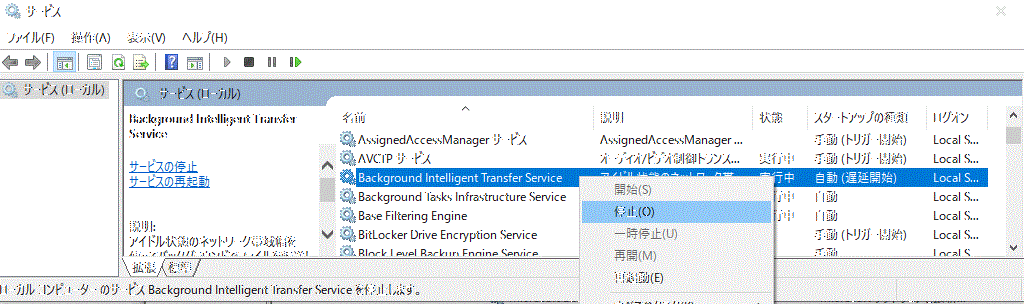 サービス
ファイル(F) 操作(A) 表示(V) ヘルプ(H)
サービス (ローカル)
サービス (ローカル)
Background Intelligent Transfer Service
サービスの停止
サービスの再起動
説明:
アイドル状態のネットワーク帯域幅を
名前 説明 状態 スタートアップの種類 ログオン
AssignedAccessManager サービス AssignedAccessManager ... 手動 (トリガー開始) Local S...
AVCTP サービス オーディオ/ビデオ制御トランス... 実行中 手動 (トリガー開始) Local S...
Background Intelligent Transfer Service アイドル状態のネットワーク帯 実行中 自動 (遅延開始) Local S...
Background Tasks Infrastructure Service 自動 Local S...
Base Filtering Engine 自動 Local S...
BitLocker Drive Encryption Service 手動 (トリガー開始) Local S...
Block Level Backup Engine Service 手動 Local S...
開始(S)
停止(O)
一時停止(U)
再開(M)
再起動(E)
拡張 標準
ローカル コンピューターのサービス Background Intelligent Transfer Service を停止します。